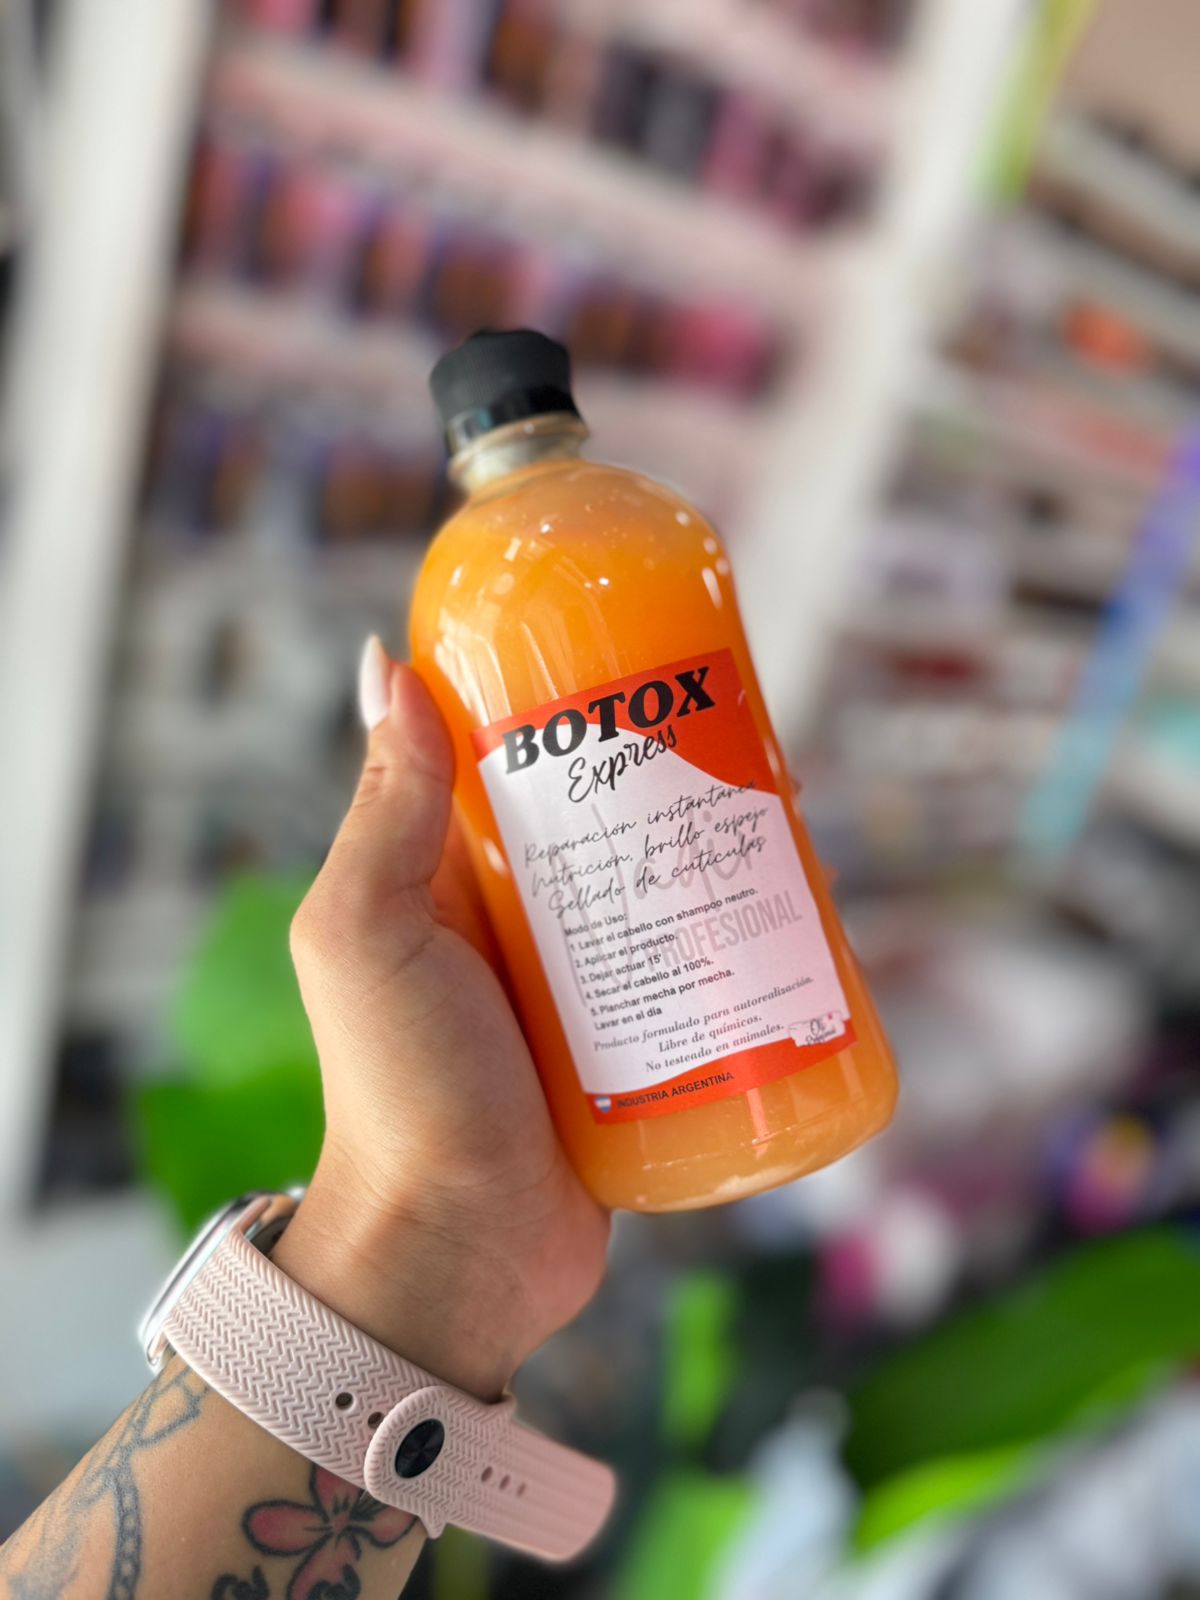 BOTOX
Express
Reparación instantánea
Nutrición, brillo espejo
Sellado de cutículas
Modo de Uso:
1 Lavar el cabello con shampoo neutro.
2. Aplicar el producto.
3. Dejar actuar 15'
4. Secar el cabello al 100%.
5. Planchar mecha por mecha.
Lavar en el día
PROFESIONAL
Producto formulado para autorealización.
Libre de químicos.
No testeado en animales.
INDUSTRIA ARGENTINA